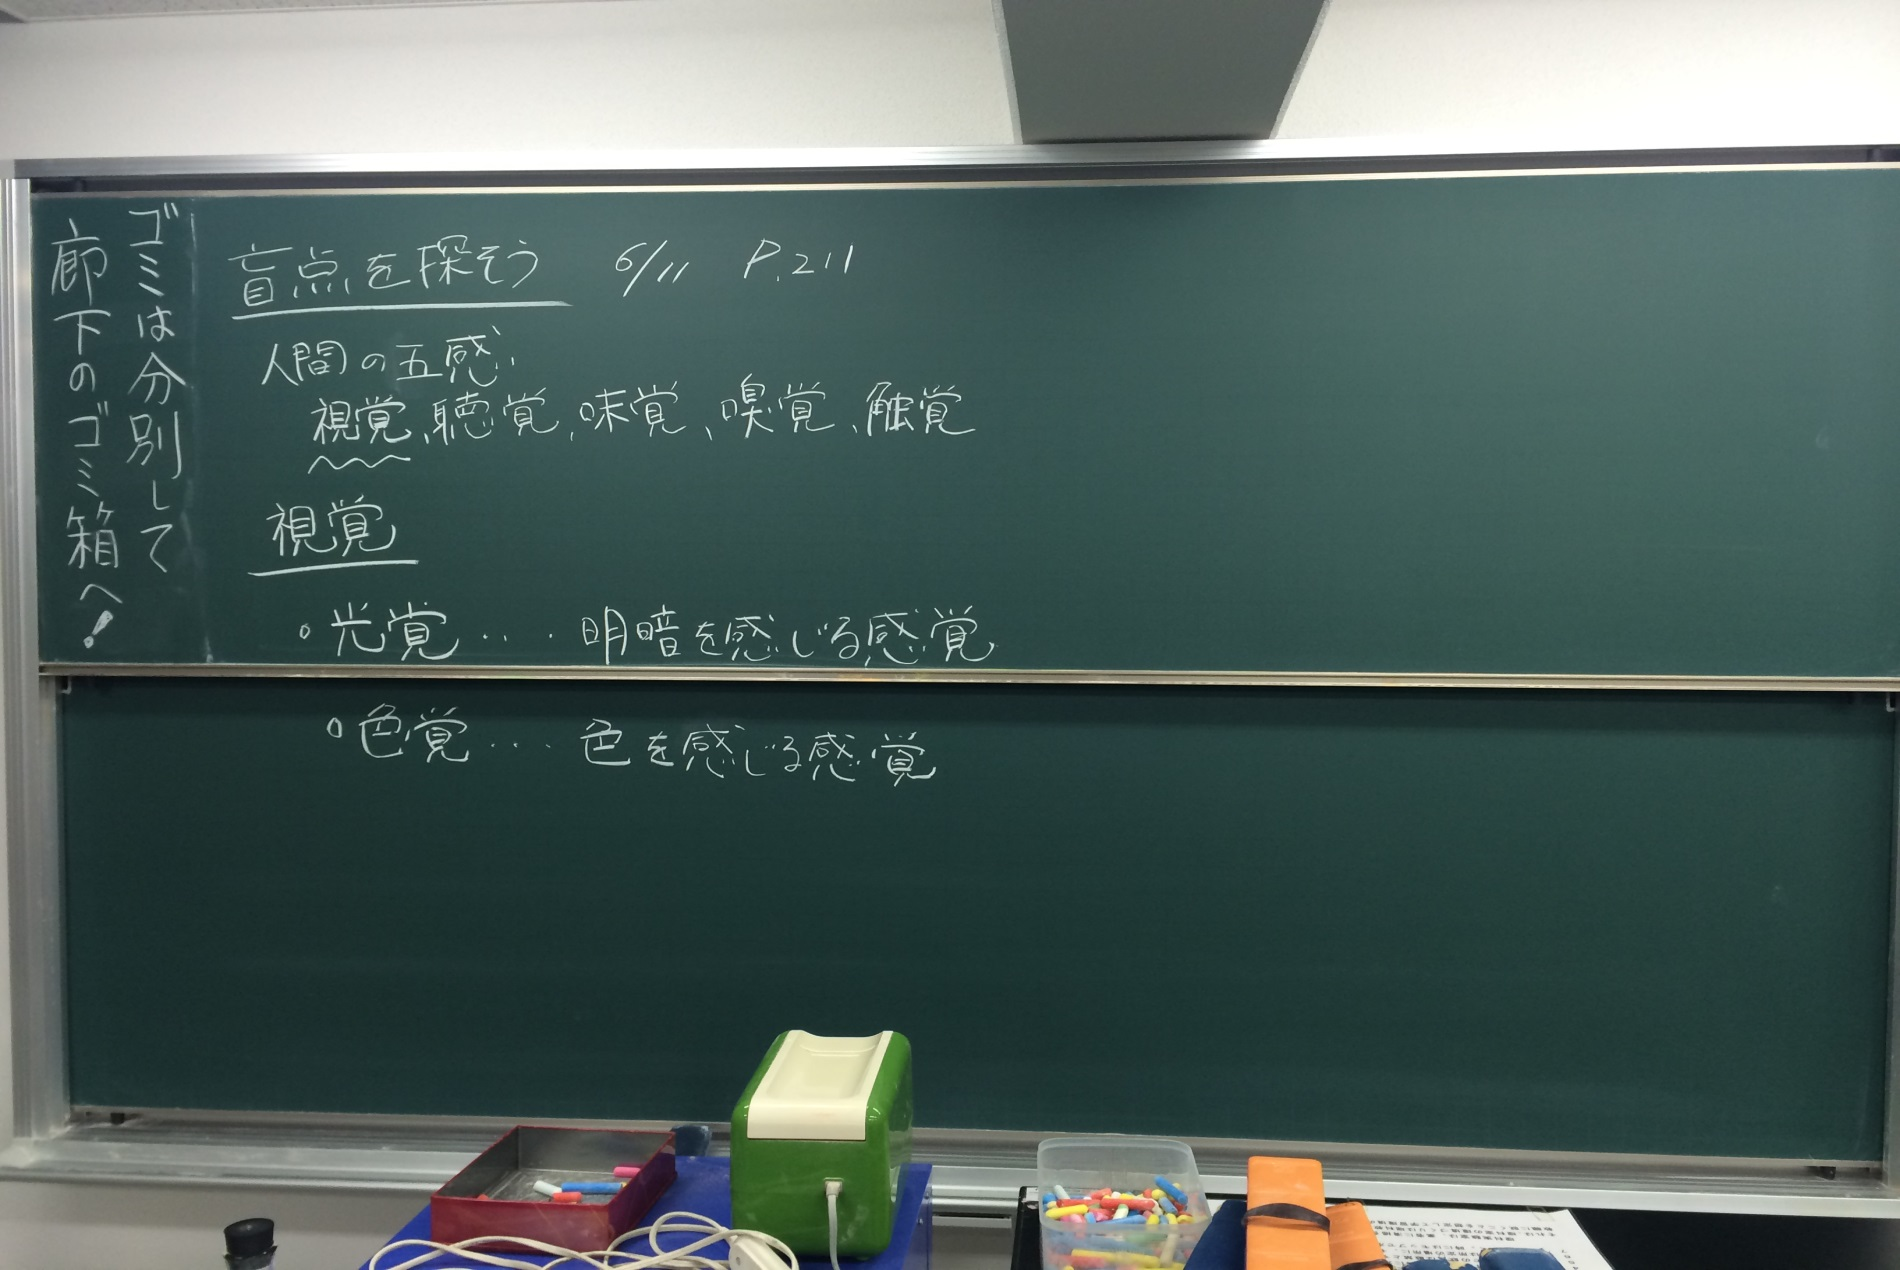 ゴミは分別して
廊下のゴミ箱へ!
盲点を探そう 6/11 P.211
人間の五感
視覚、聴覚、味覚、嗅覚、触覚
視覚
・光覚・・・明暗を感じる感覚
・色覚・・・・色を感じる感覚